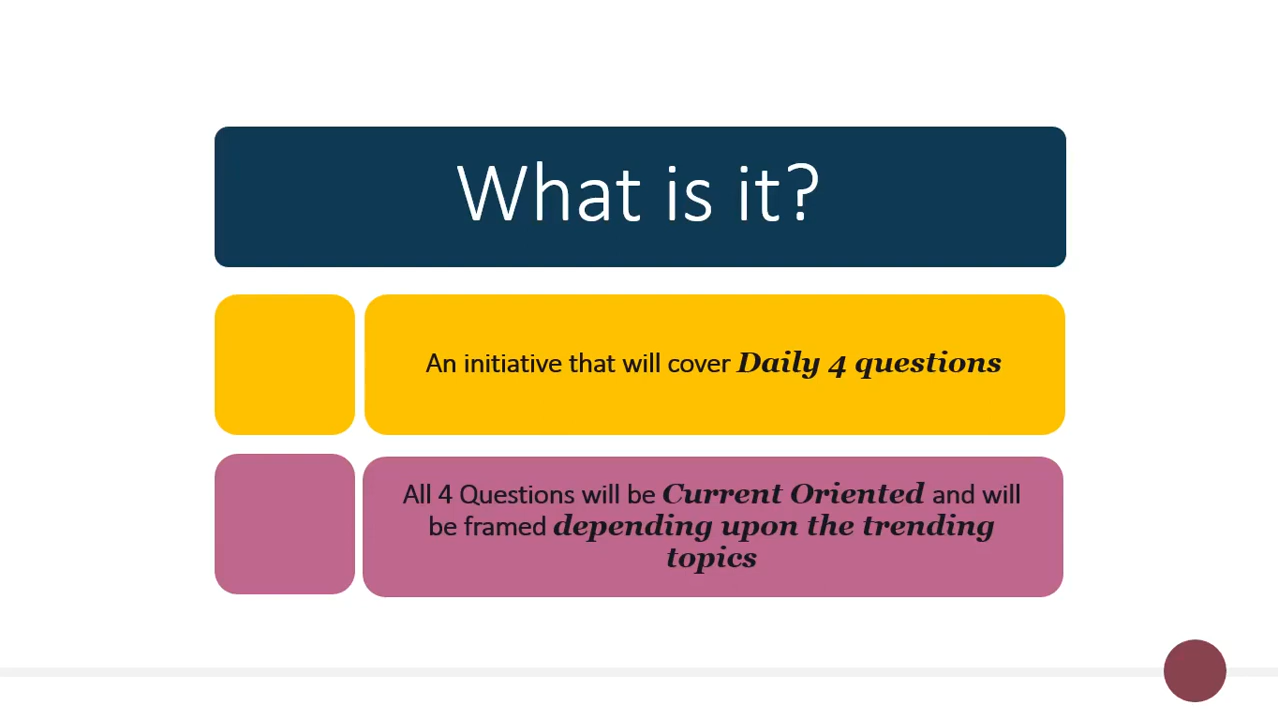 What is it?
An initiative that will cover Daily 4 questions
All 4 Questions will be Current Oriented and will
be framed depending upon the trending
topics